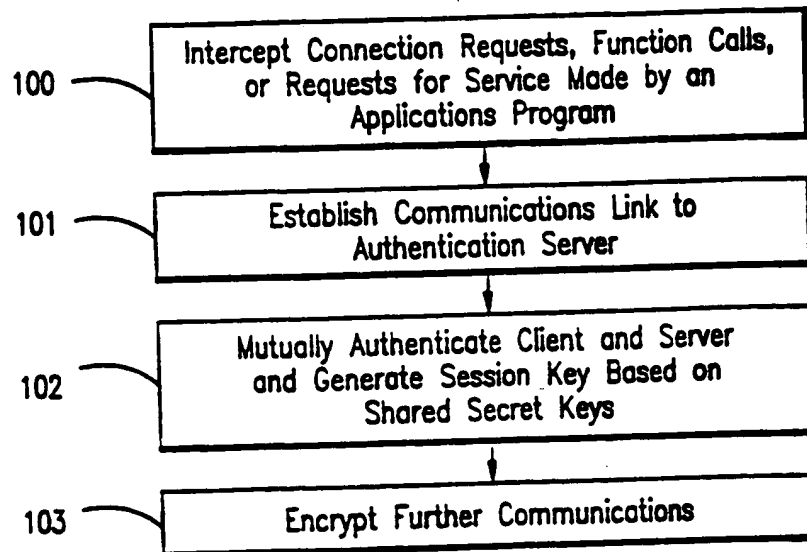 100
Intercept Connection Requests, Function Calls,
or Requests for Service Made by an
Applications Program
101
Establish Communications Link to
Authentication Server
102
Mutually Authenticate Client and Server
and Generate Session Key Based on
Shared Secret Keys
103
Encrypt Further Communications